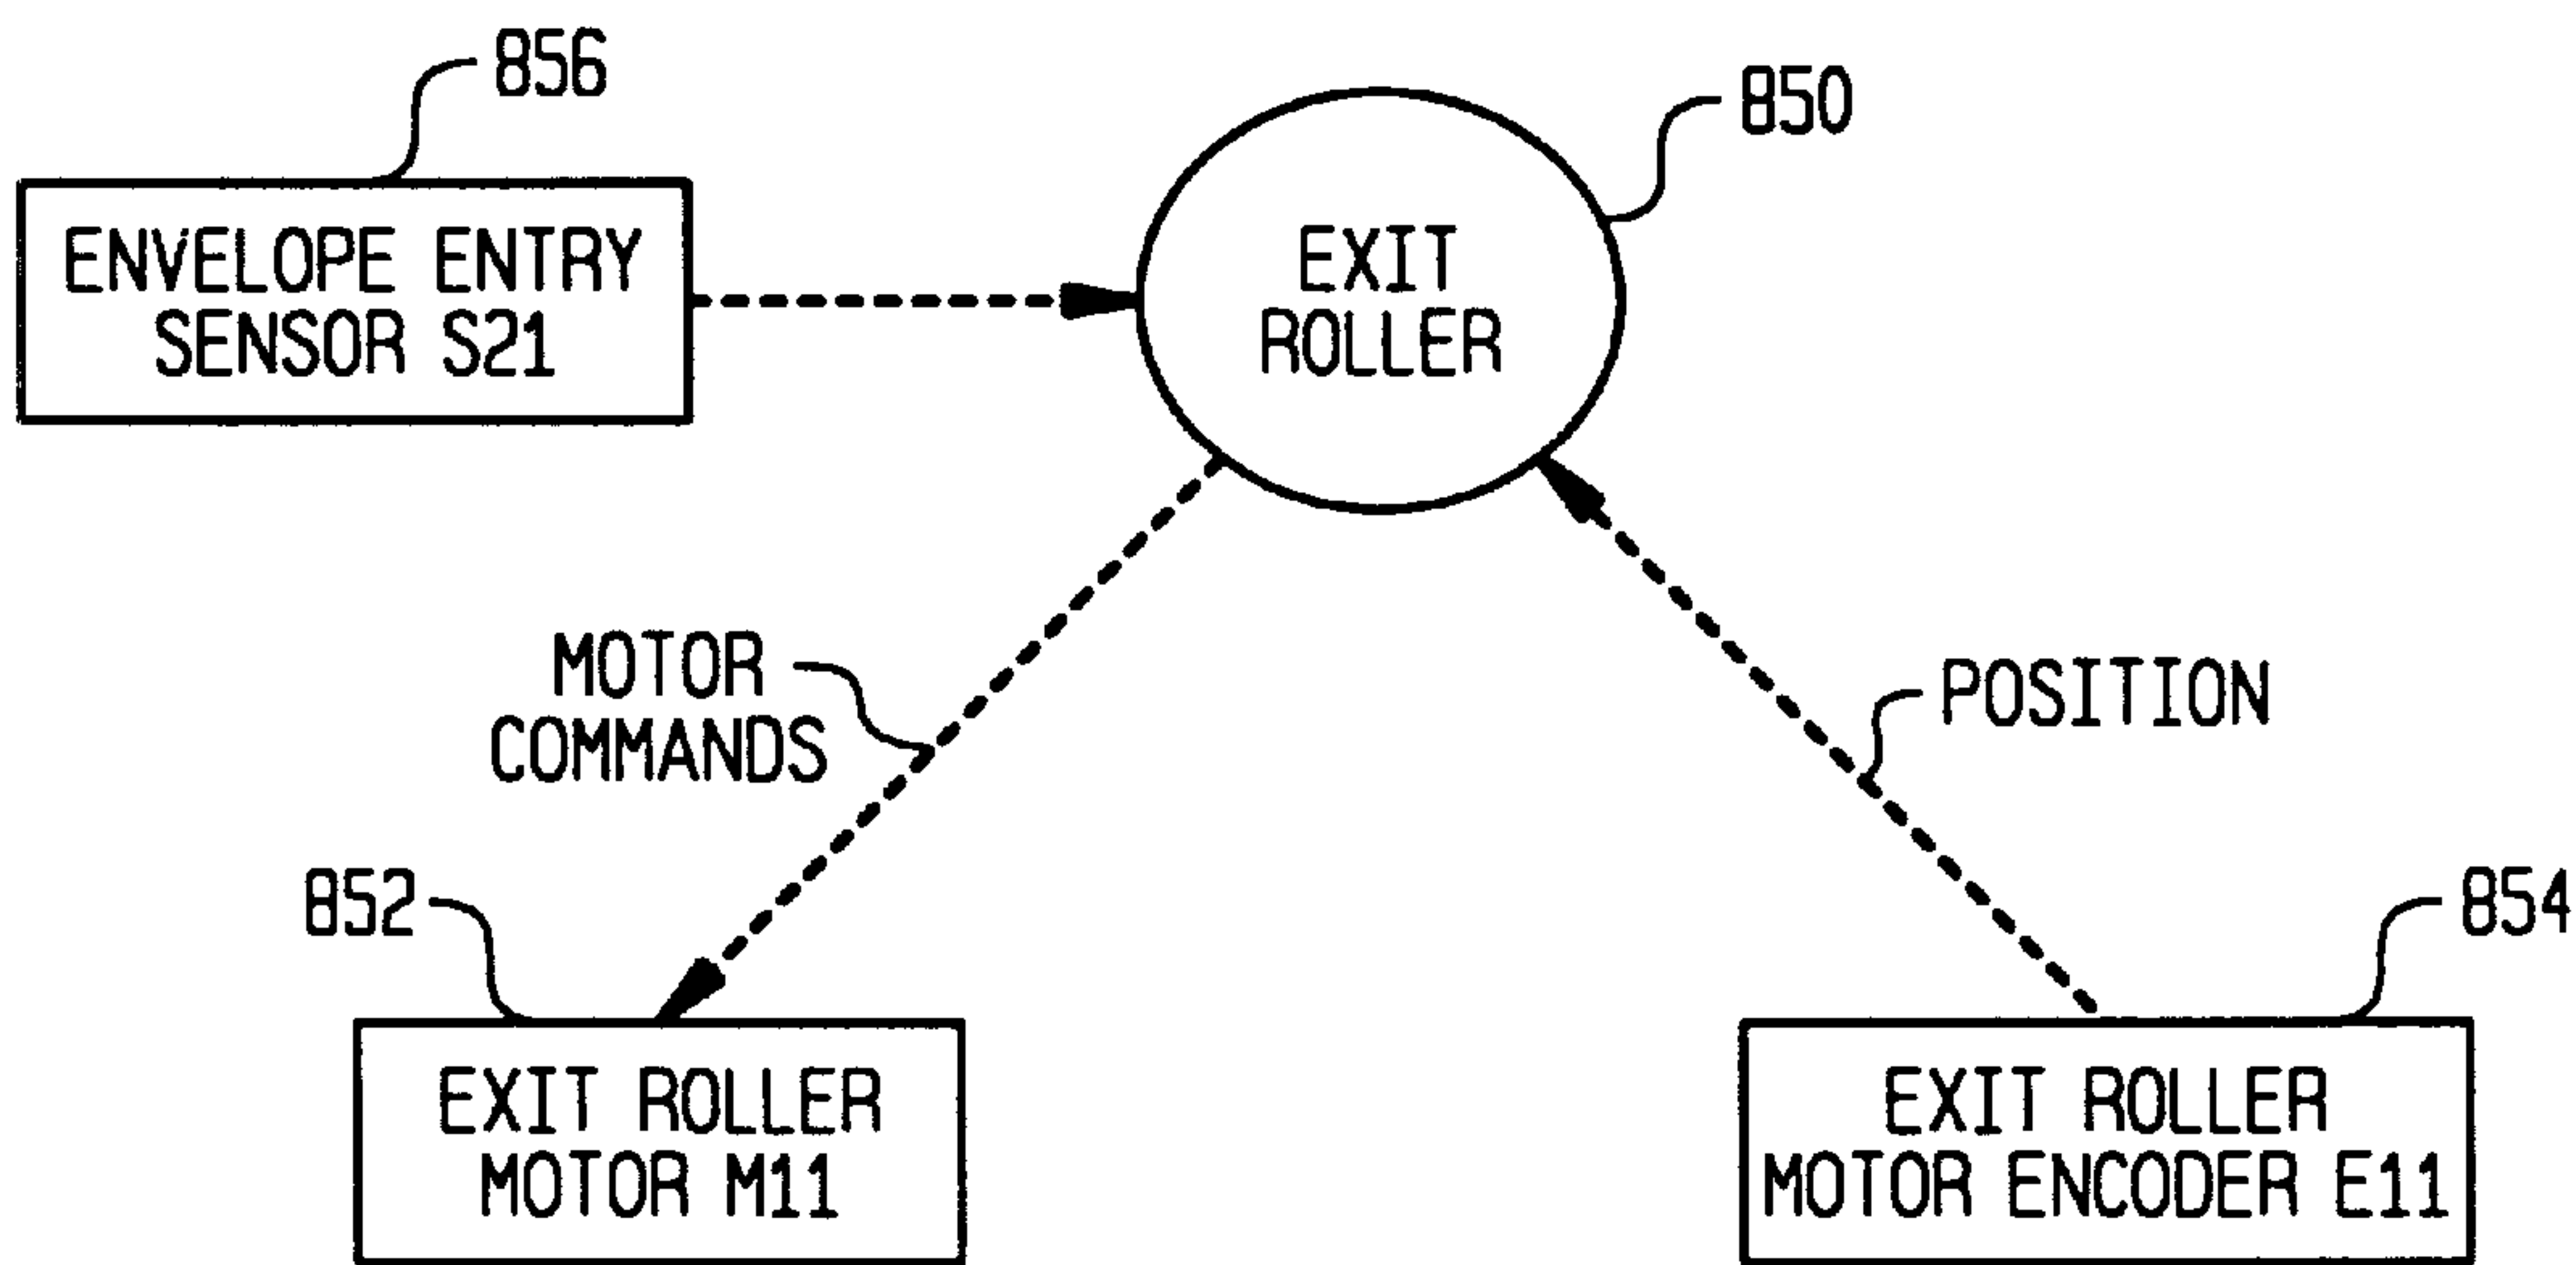 856
850
ENVELOPE ENTRY
SENSOR S21
EXIT
ROLLER
MOTOR
COMMANDS
POSITION
852
854
EXIT ROLLER
MOTOR M11
EXIT ROLLER
MOTOR ENCODER E11